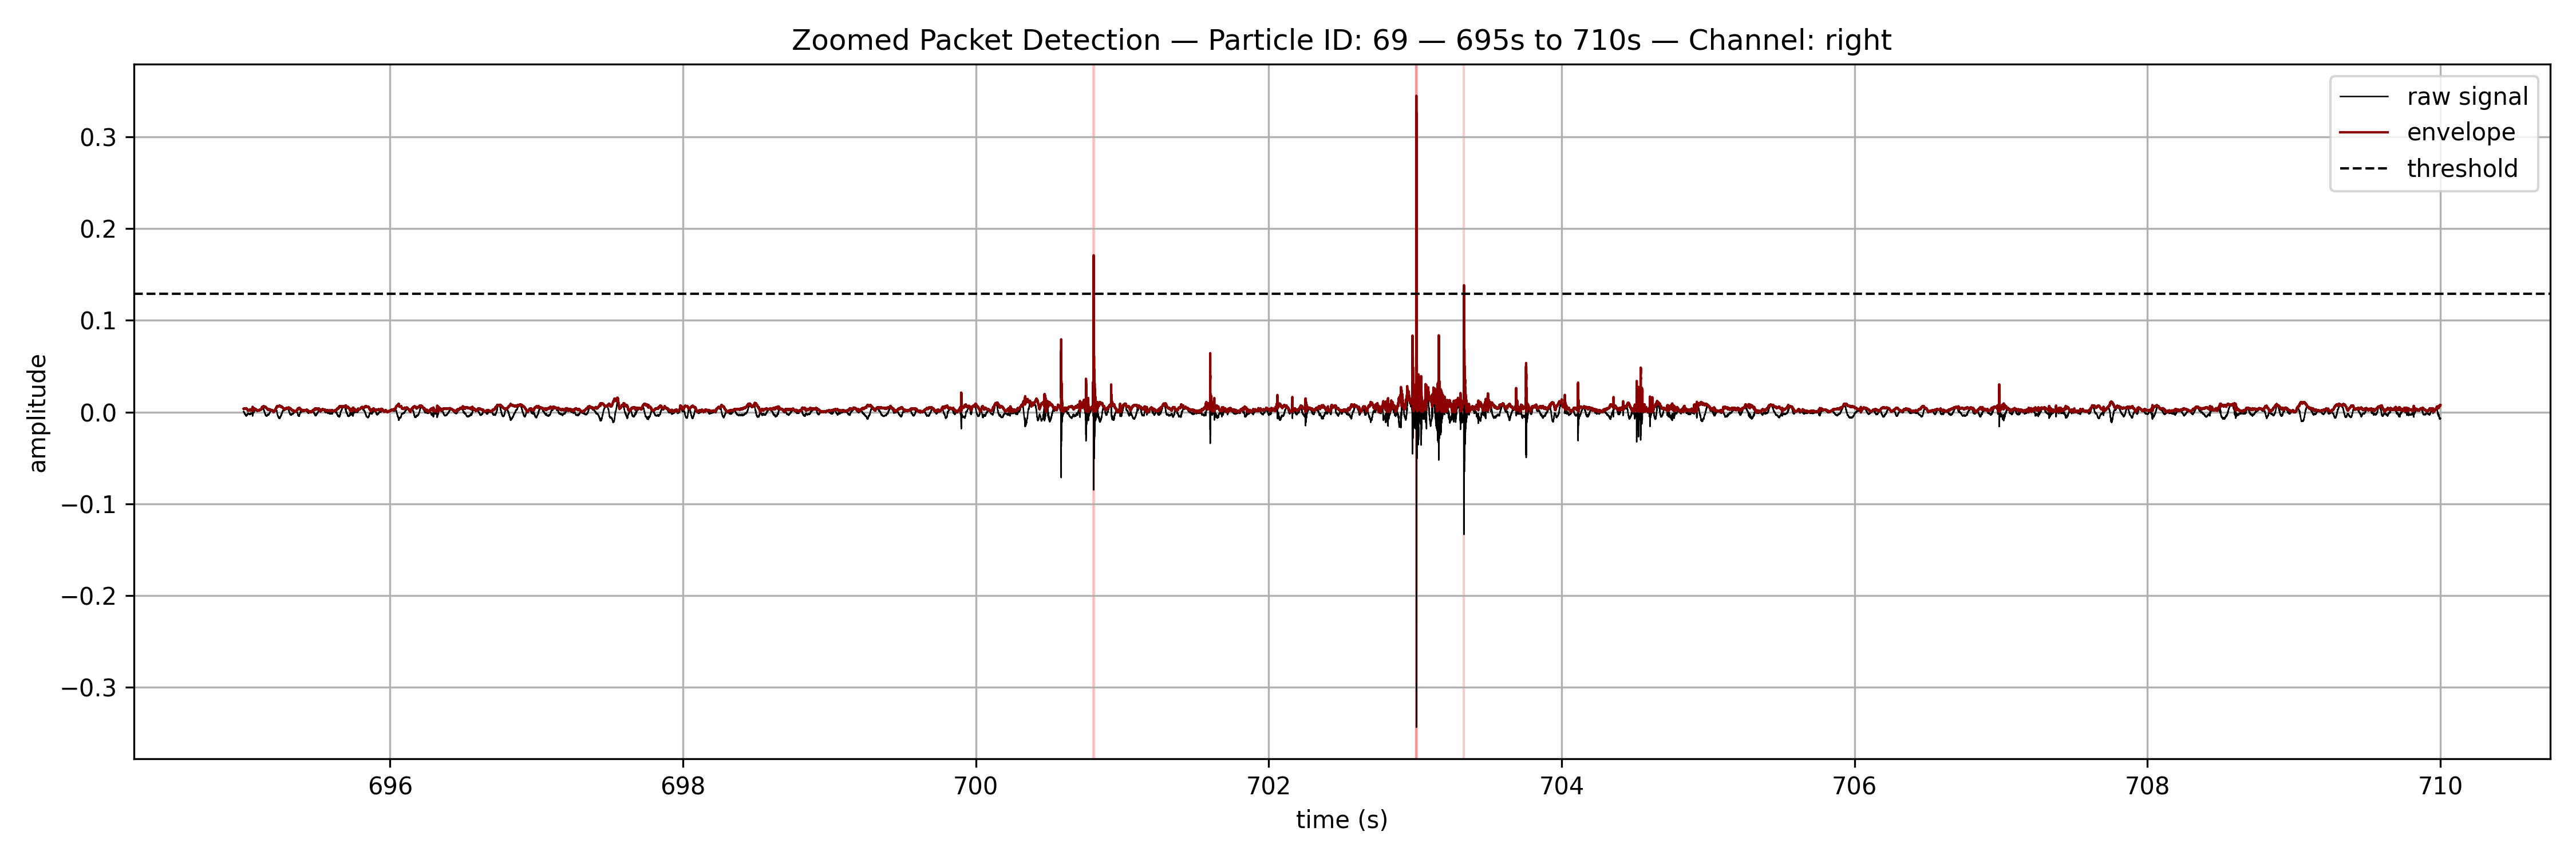 Zoomed Packet Detection — Particle ID: 69 — 695s to 710s — Channel: right
raw signal
envelope
threshold
amplitude
0.3
0.2
0.1
0.0
−0.1
−0.2
−0.3
696 698 700 702 704 706 708 710
time (s)